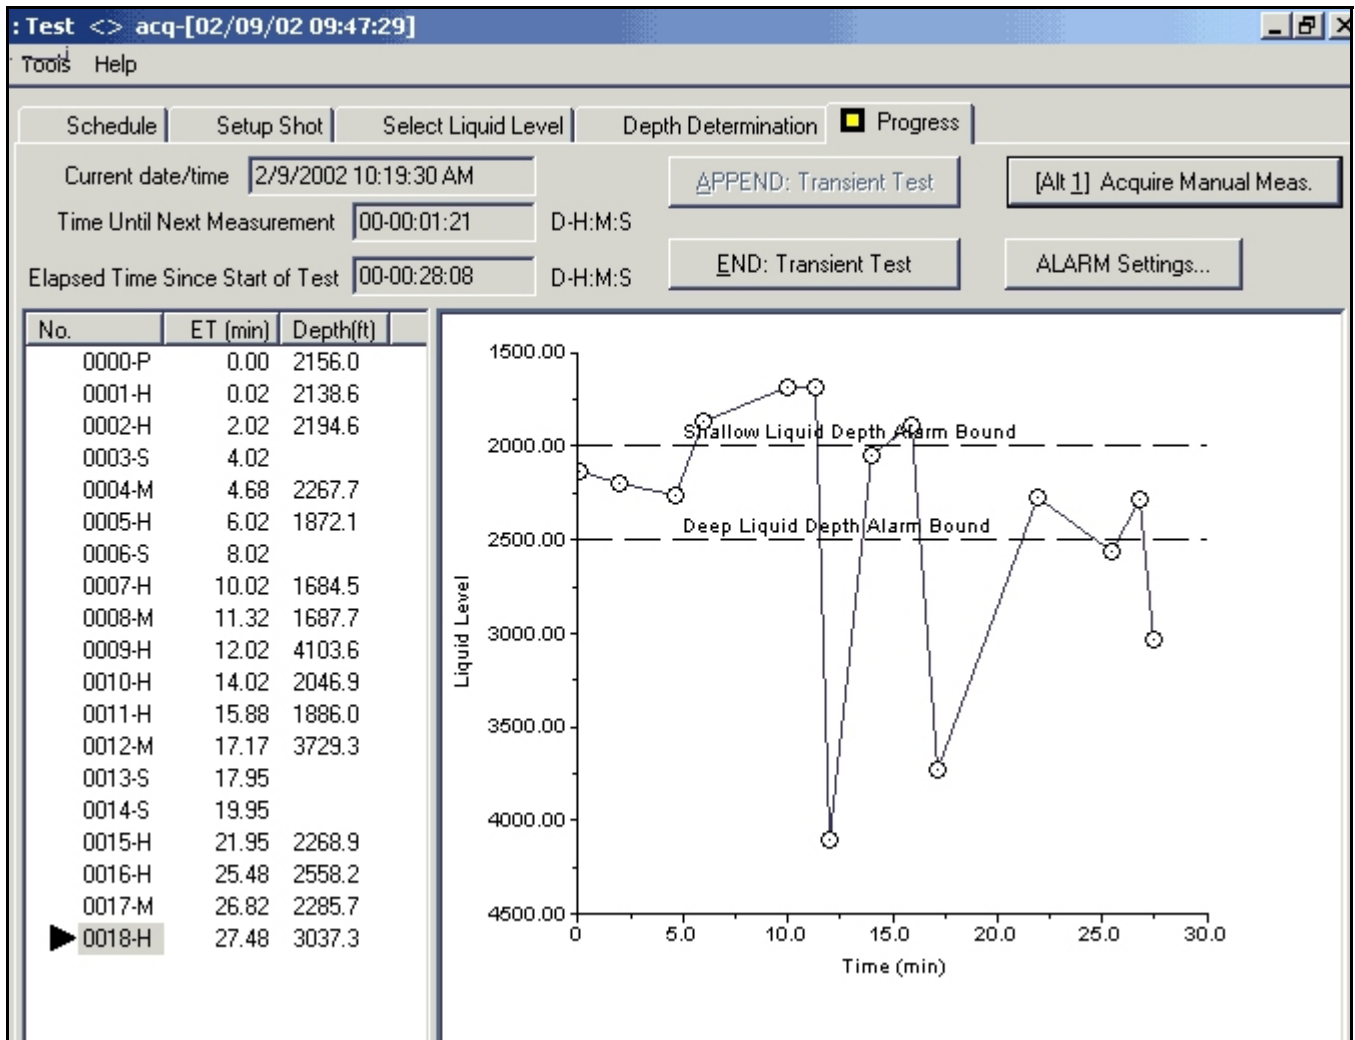 : Test <> acq-[02/09/02 09:47:29]
Tools Help
Schedule Setup Shot Select Liquid Level Depth Determination Progress
Current date/time 2/9/2002 10:19:30 AM APPEND: Transient Test [Alt 1] Acquire Manual Meas.
Time Until Next Measurement 00-00:01:21 D-H:M:S
Elapsed Time Since Start of Test 00-00:28:08 D-H:M:S END: Transient Test ALARM Settings...
No. ET (min) Depth(ft)
0000-P 0.00 2156.0
0001-H 0.02 2138.6
0002-H 2.02 2194.6
0003-S 4.02
0004-M 4.68 2267.7
0005-H 6.02 1872.1
0006-S 8.02
0007-H 10.02 1684.5
0008-M 11.32 1687.7
0009-H 12.02 4103.6
0010-H 14.02 2046.9
0011-H 15.88 1886.0
0012-M 17.17 3729.3
0013-S 17.95
0014-S 19.95
0015-H 21.95 2268.9
0016-H 25.48 2558.2
0017-M 26.82 2285.7
0018-H 27.48 3037.3
1500.00
Shallow Liquid Depth Alarm Bound
2000.00
Deep Liquid Depth Alarm Bound
2500.00
3000.00
Liquid Level
3500.00
4000.00
4500.00
0 5.0 10.0 15.0 20.0 25.0 30.0
Time (min)